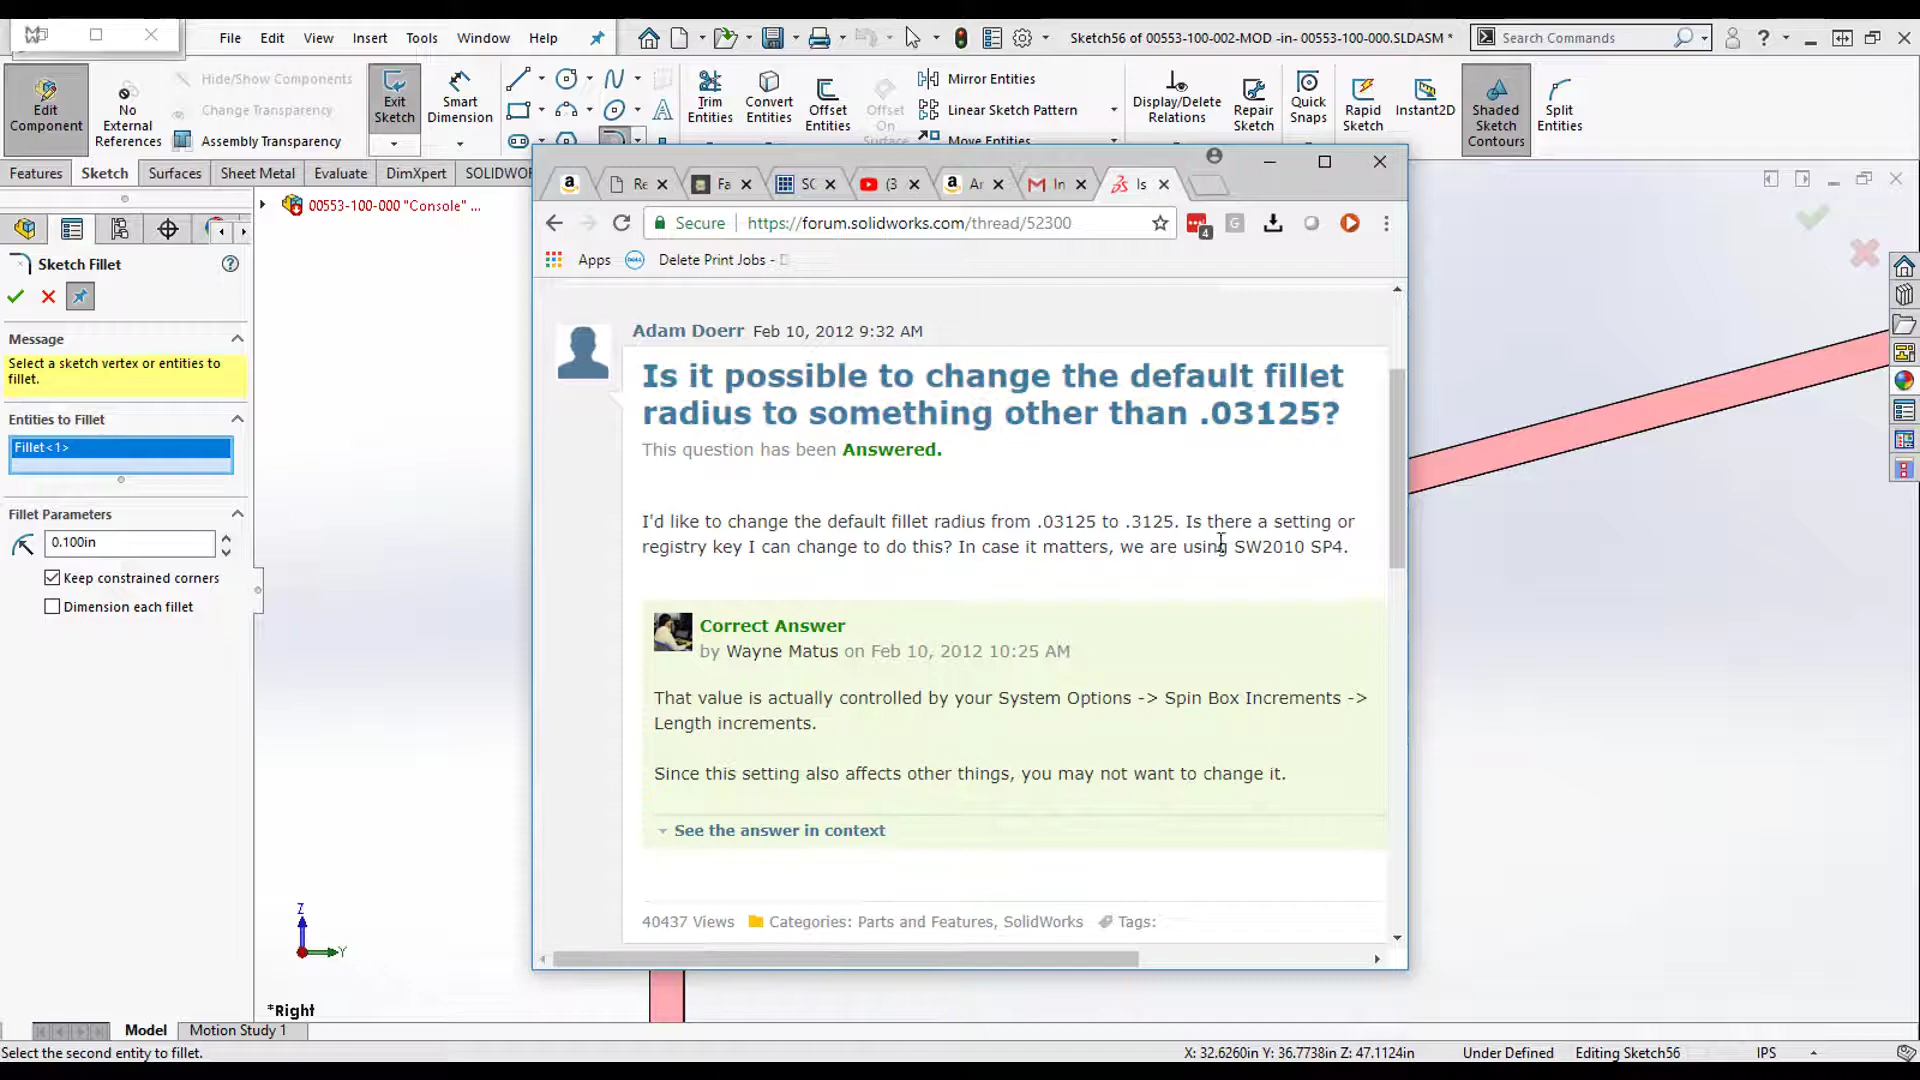 File Edit View Insert Tools Window Help
Sketch56 of 00553-100-002-MOD -in- 00553-100-000.SLDASM *
Search Commands
Edit Component
No External References
Hide/Show Components
Change Transparency
Assembly Transparency
Exit Sketch
Smart Dimension
Trim Entities
Convert Entities
Offset Entities
Offset On Surface
Mirror Entities
Linear Sketch Pattern
Move Entities
Display/Delete Relations
Repair Sketch
Quick Snaps
Rapid Sketch
Instant2D
Shaded Sketch Contours
Split Entities
Features Sketch Surfaces Sheet Metal Evaluate DimXpert SOLIDWOR
00553-100-000 "Console" ...
Sketch Fillet
Message
Select a sketch vertex or entities to
fillet.
Entities to Fillet
Fillet<1>
Fillet Parameters
0.100in
Keep constrained corners
Dimension each fillet
Re Fa SC (3 Ar In Is
Secure https://forum.solidworks.com/thread/52300
4
G
Apps Delete Print Jobs -
Adam Doerr Feb 10, 2012 9:32 AM
Is it possible to change the default fillet
radius to something other than .03125?
This question has been Answered.
I'd like to change the default fillet radius from .03125 to .3125. Is there a setting or
registry key I can change to do this? In case it matters, we are using SW2010 SP4.
Correct Answer
by Wayne Matus on Feb 10, 2012 10:25 AM
That value is actually controlled by your System Options -> Spin Box Increments ->
Length increments.
Since this setting also affects other things, you may not want to change it.
See the answer in context
40437 Views Categories: Parts and Features, SolidWorks Tags:
Z
Y
*Right
Model Motion Study 1
Select the second entity to fillet.
X: 32.6260in Y: 36.7738in Z: 47.1124in Under Defined Editing Sketch56 IPS